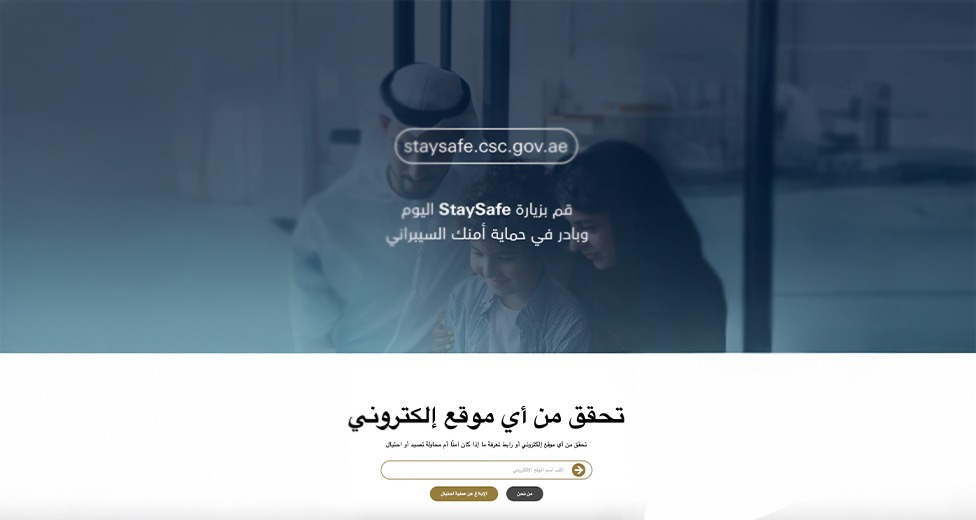 staysafe.csc.gov.ae
قم بزيارة StaySafe اليوم
وبادر في حماية أمنك السيبراني
تحقق من أي موقع إلكتروني
تحقق من أي موقع إلكتروني أو رابط لمعرفة ما إذا كان آمنًا أم محاولة تصيد أو احتيال
اكتب اسم الموقع الإلكتروني
من نحن
الإبلاغ عن عملية احتيال